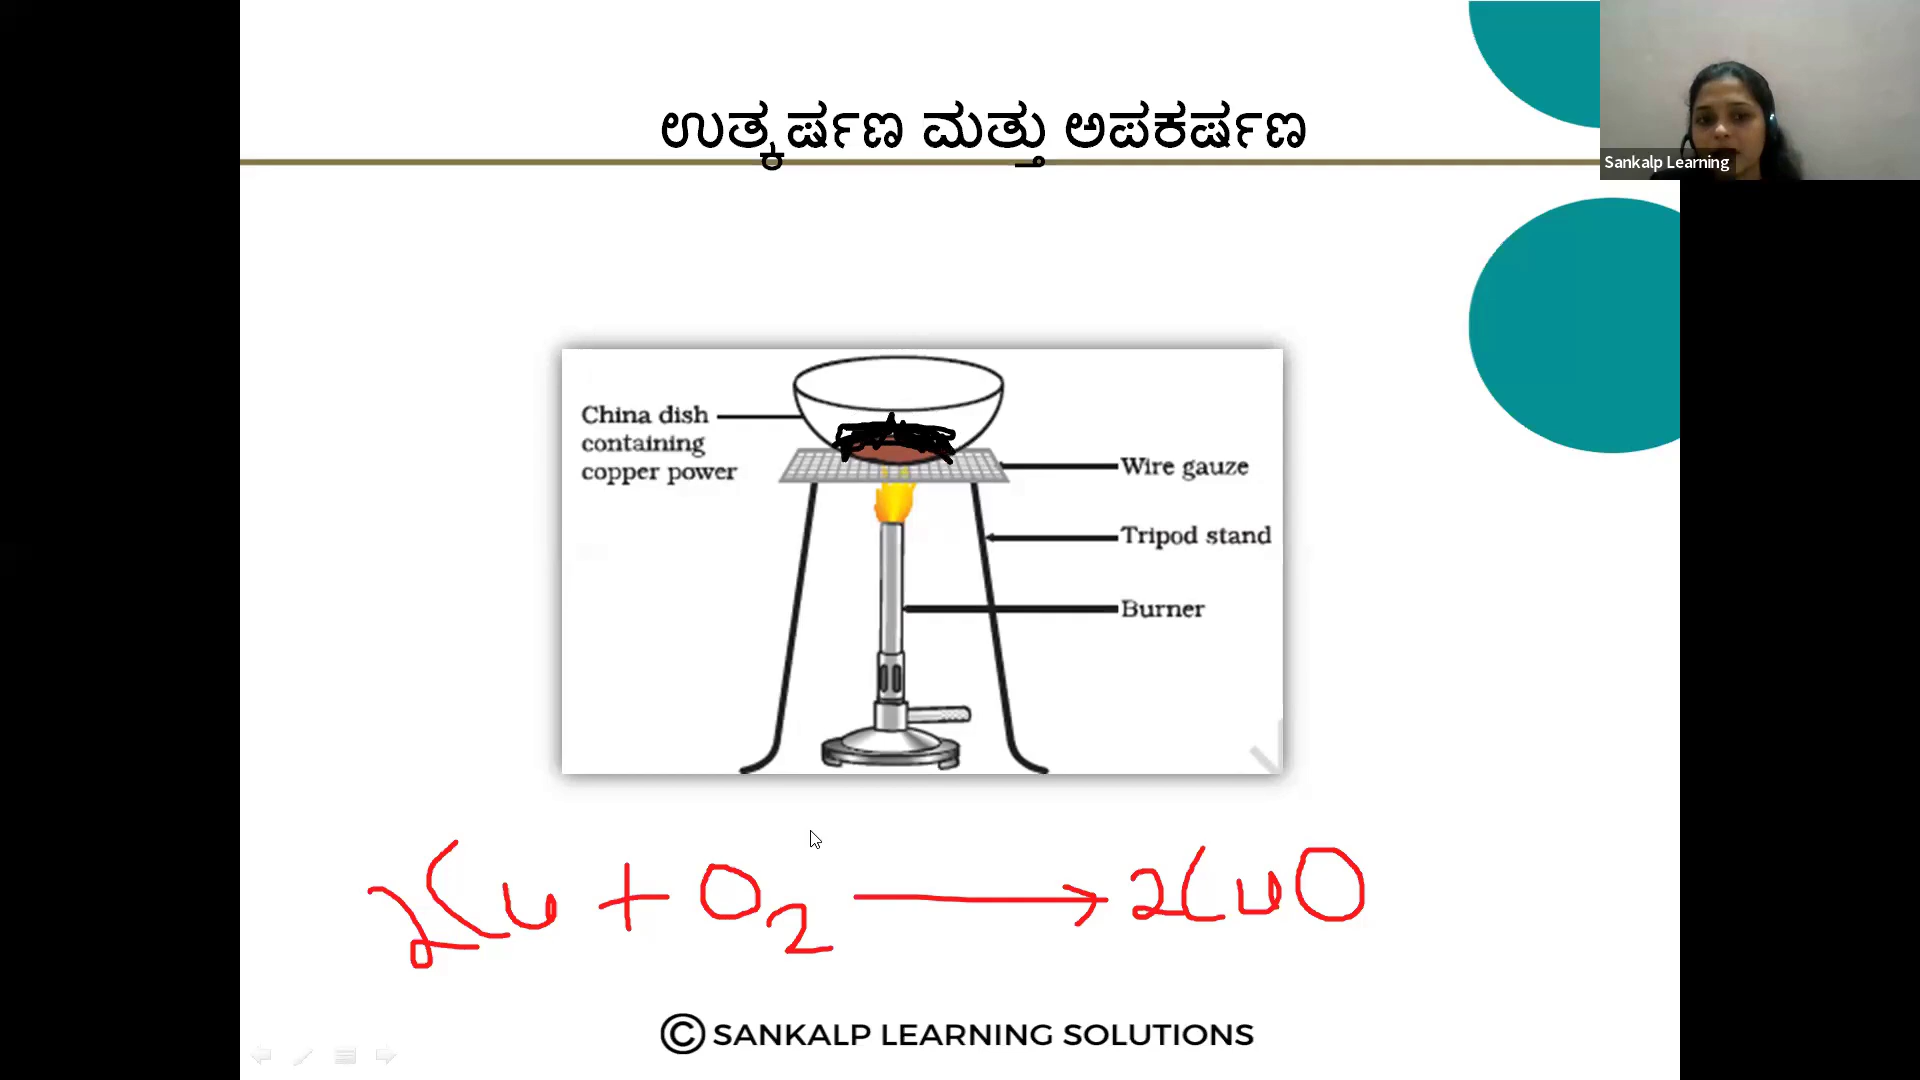 ಉತ್ಕರ್ಷಣ ಮತ್ತು ಅಪಕರ್ಷಣ
Sankalp Learning
China dish
containing
copper power
Wire gauze
Tripod stand
Burner
2Cu + O₂ → 2CuO
© SANKALP LEARNING SOLUTIONS